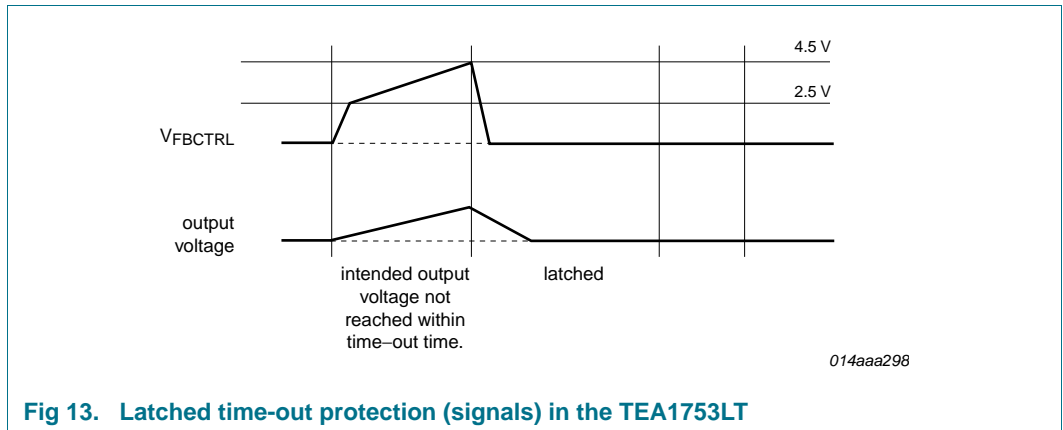 4.5 V
2.5 V
VFBCTRL
output
voltage
intended output
voltage not
reached within
time–out time.
latched
014aaa298
Fig 13. Latched time-out protection (signals) in the TEA1753LT